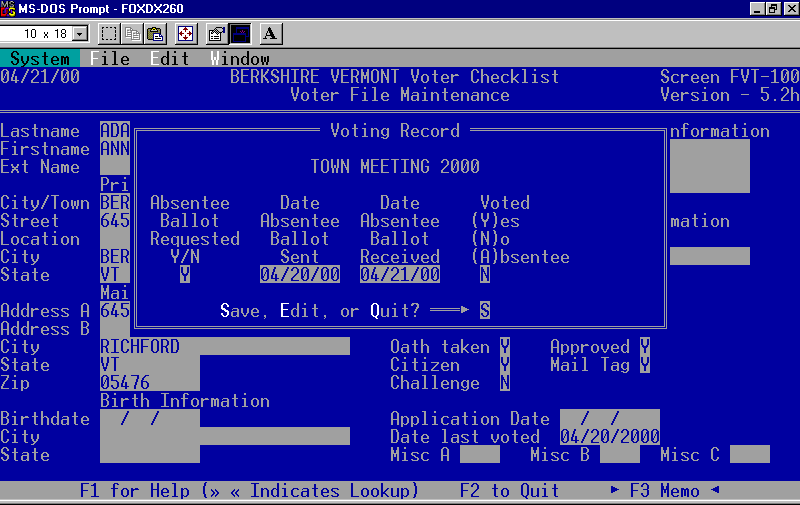 MS-DOS Prompt - FOXDX260
10 x 18 A
System File Edit Window
04/21/00 BERKSHIRE VERMONT Voter Checklist Screen FVT-100
Voter File Maintenance Version - 5.2h
Lastname ADA Voting Record nformation
Firstname ANN
Ext Name TOWN MEETING 2000
Pri
City/Town BER Absentee Date Date Voted
Street 645 Ballot Absentee Absentee (Y)es mation
Location Requested Ballot Ballot (N)o
City BER Y/N Sent Received (A)bsentee
State VT Y 04/20/00 04/21/00 N
Mai
Address A 645 Save, Edit, or Quit? ══► S
Address B
City RICHFORD Oath taken Y Approved Y
State VT Citizen Y Mail Tag Y
Zip 05476 Challenge N
Birth Information
Birthdate / / Application Date / /
City Date last voted 04/20/2000
State Misc A Misc B Misc C
F1 for Help (» « Indicates Lookup) F2 to Quit ► F3 Memo ◄